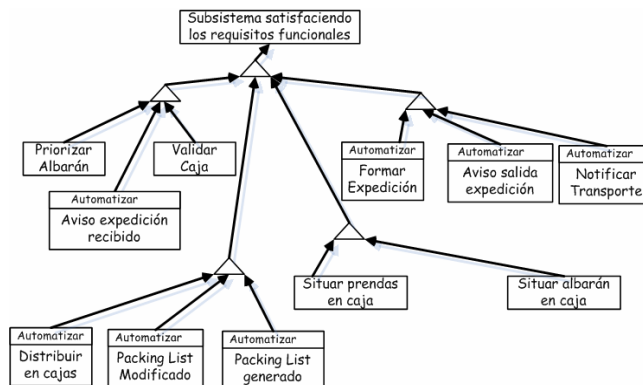 Subsistema satisfaciendo
los requisitos funcionales
Priorizar
Albarán
Validar
Caja
Automatizar
Aviso expedición
recibido
Automatizar
Formar
Expedición
Automatizar
Aviso salida
expedición
Automatizar
Notificar
Transporte
Situar prendas
en caja
Situar albarán
en caja
Automatizar
Distribuir
en cajas
Automatizar
Packing List
Modificado
Automatizar
Packing List
generado